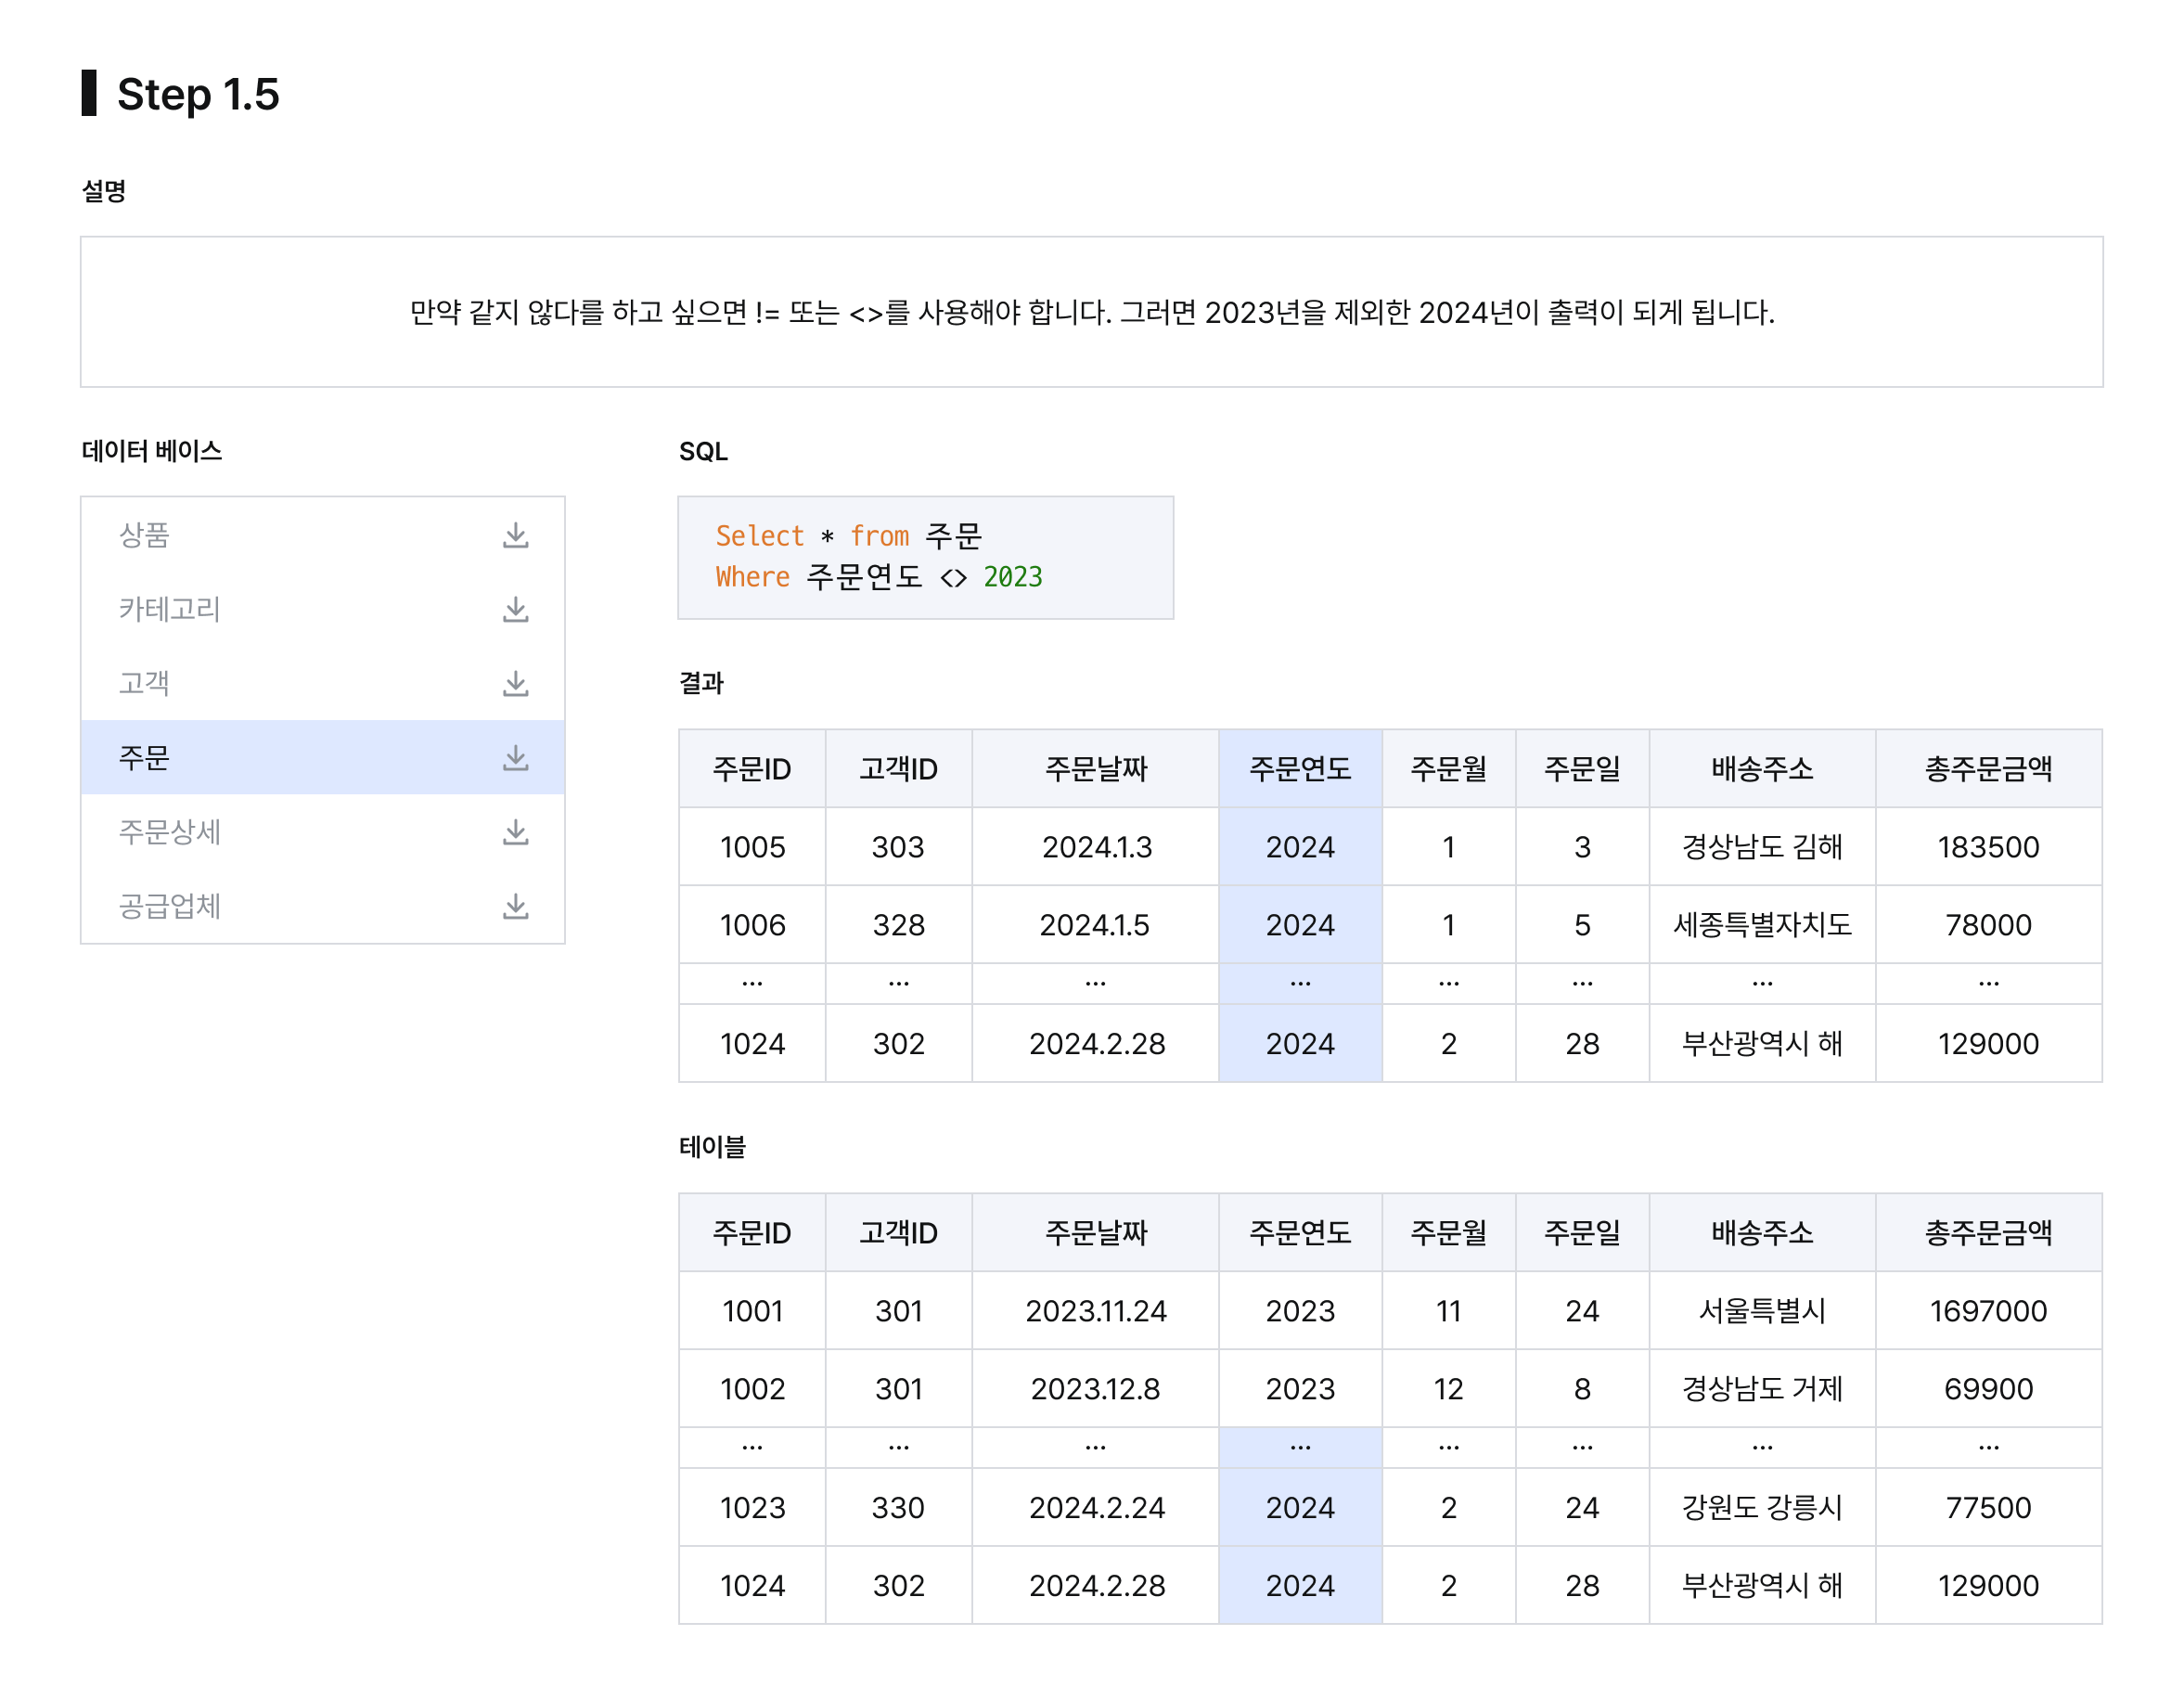 Step 1.5
설명
만약 같지 않다를 하고 싶으면 != 또는 <>를 사용해야 합니다. 그러면 2023년을 제외한 2024년이 출력이 되게 됩니다.
데이터 베이스
상품
카테고리
고객
주문
주문상세
공급업체
SQL
Select * from 주문
Where 주문연도 <> 2023
결과
주문ID 고객ID 주문날짜 주문연도 주문월 주문일 배송주소 총주문금액
1005 303 2024.1.3 2024 1 3 경상남도 김해 183500
1006 328 2024.1.5 2024 1 5 세종특별자치도 78000
... ... ... ... ... ... ... ...
1024 302 2024.2.28 2024 2 28 부산광역시 해 129000
테이블
주문ID 고객ID 주문날짜 주문연도 주문월 주문일 배송주소 총주문금액
1001 301 2023.11.24 2023 11 24 서울특별시 1697000
1002 301 2023.12.8 2023 12 8 경상남도 거제 69900
... ... ... ... ... ... ... ...
1023 330 2024.2.24 2024 2 24 강원도 강릉시 77500
1024 302 2024.2.28 2024 2 28 부산광역시 해 129000